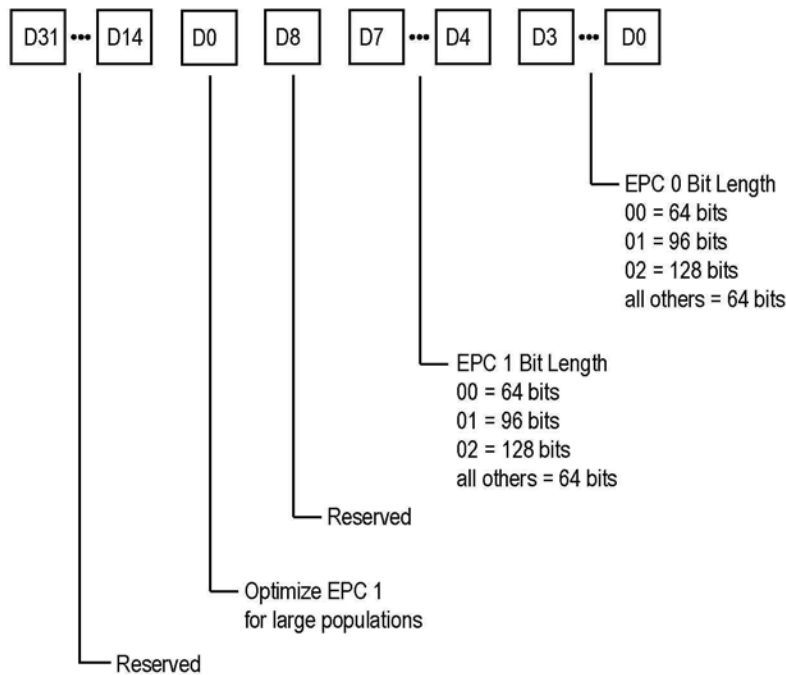 D31 ••• D14 D0 D8 D7 ••• D4 D3 ••• D0
EPC 0 Bit Length
00 = 64 bits
01 = 96 bits
02 = 128 bits
all others = 64 bits
EPC 1 Bit Length
00 = 64 bits
01 = 96 bits
02 = 128 bits
all others = 64 bits
Reserved
Optimize EPC 1
for large populations
Reserved